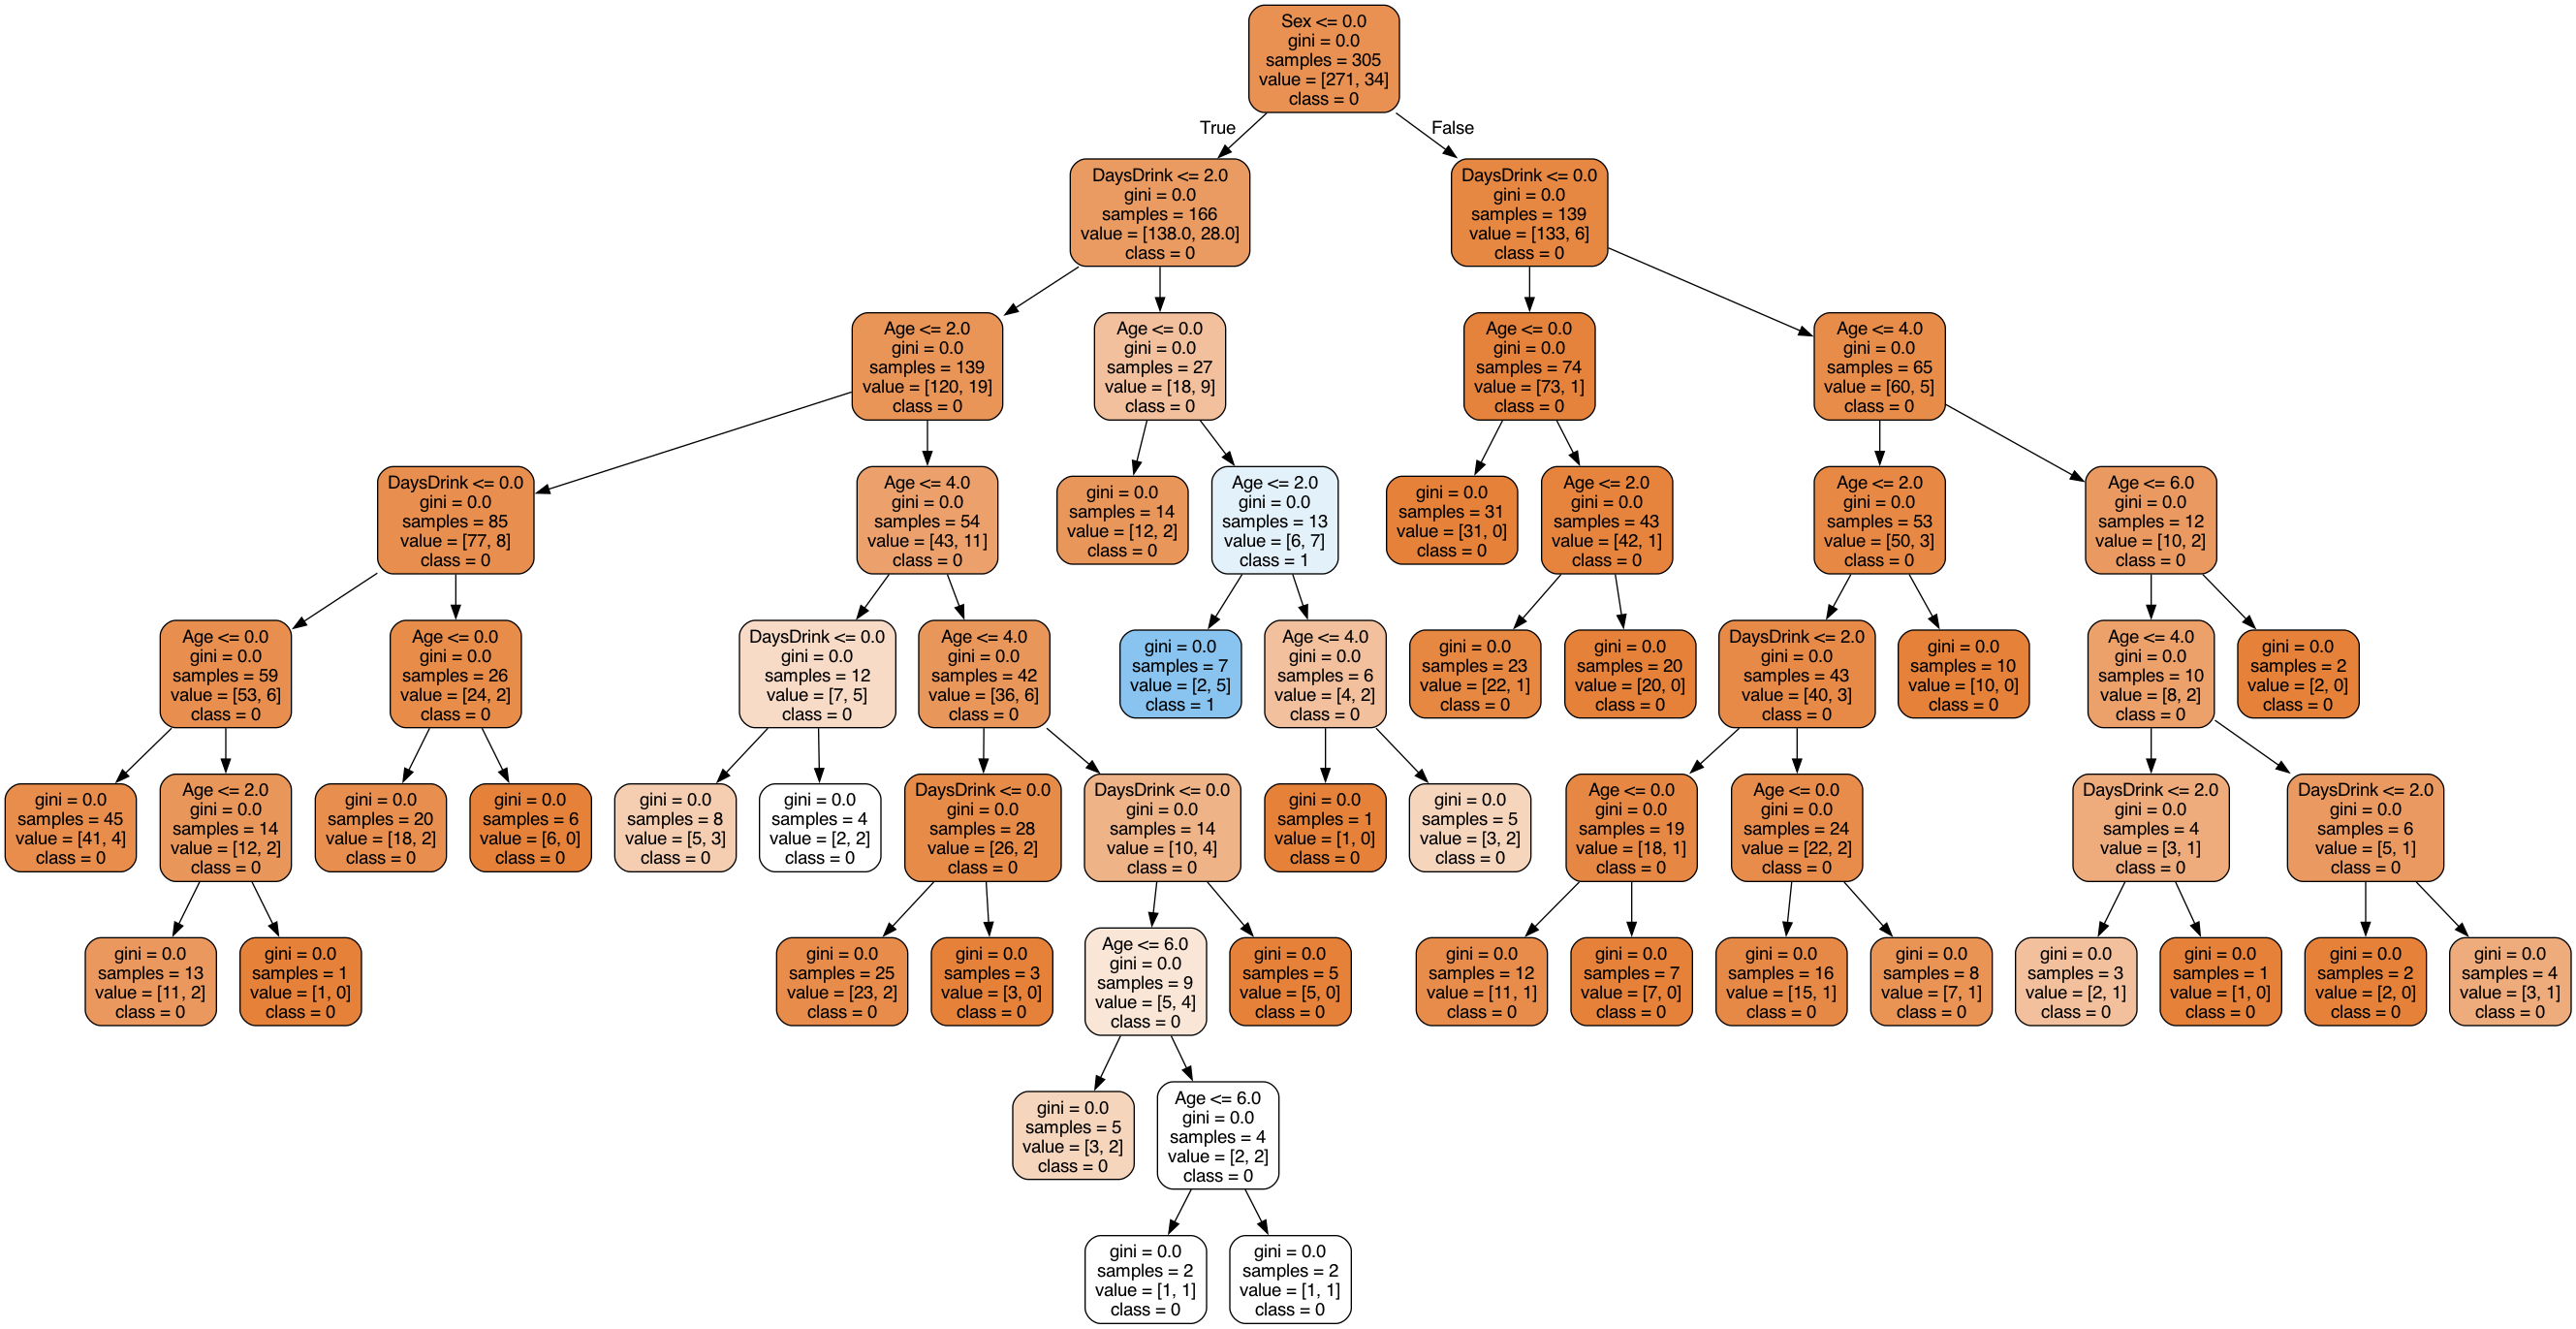 Sex <= 0.0
gini = 0.0
samples = 305
value = [271, 34]
class = 0
True
False
DaysDrink <= 2.0
gini = 0.0
samples = 166
value = [138.0, 28.0]
class = 0
DaysDrink <= 0.0
gini = 0.0
samples = 139
value = [133, 6]
class = 0
Age <= 2.0
gini = 0.0
samples = 139
value = [120, 19]
class = 0
Age <= 0.0
gini = 0.0
samples = 27
value = [18, 9]
class = 0
Age <= 0.0
gini = 0.0
samples = 74
value = [73, 1]
class = 0
Age <= 4.0
gini = 0.0
samples = 65
value = [60, 5]
class = 0
DaysDrink <= 0.0
gini = 0.0
samples = 85
value = [77, 8]
class = 0
Age <= 4.0
gini = 0.0
samples = 54
value = [43, 11]
class = 0
gini = 0.0
samples = 14
value = [12, 2]
class = 0
Age <= 2.0
gini = 0.0
samples = 13
value = [6, 7]
class = 1
gini = 0.0
samples = 31
value = [31, 0]
class = 0
Age <= 2.0
gini = 0.0
samples = 43
value = [42, 1]
class = 0
Age <= 2.0
gini = 0.0
samples = 53
value = [50, 3]
class = 0
Age <= 6.0
gini = 0.0
samples = 12
value = [10, 2]
class = 0
Age <= 0.0
gini = 0.0
samples = 59
value = [53, 6]
class = 0
Age <= 0.0
gini = 0.0
samples = 26
value = [24, 2]
class = 0
DaysDrink <= 0.0
gini = 0.0
samples = 12
value = [7, 5]
class = 0
Age <= 4.0
gini = 0.0
samples = 42
value = [36, 6]
class = 0
gini = 0.0
samples = 7
value = [2, 5]
class = 1
Age <= 4.0
gini = 0.0
samples = 6
value = [4, 2]
class = 0
gini = 0.0
samples = 23
value = [22, 1]
class = 0
gini = 0.0
samples = 20
value = [20, 0]
class = 0
DaysDrink <= 2.0
gini = 0.0
samples = 43
value = [40, 3]
class = 0
gini = 0.0
samples = 10
value = [10, 0]
class = 0
Age <= 4.0
gini = 0.0
samples = 10
value = [8, 2]
class = 0
gini = 0.0
samples = 2
value = [2, 0]
class = 0
gini = 0.0
samples = 45
value = [41, 4]
class = 0
Age <= 2.0
gini = 0.0
samples = 14
value = [12, 2]
class = 0
gini = 0.0
samples = 20
value = [18, 2]
class = 0
gini = 0.0
samples = 6
value = [6, 0]
class = 0
gini = 0.0
samples = 8
value = [5, 3]
class = 0
gini = 0.0
samples = 4
value = [2, 2]
class = 0
DaysDrink <= 0.0
gini = 0.0
samples = 28
value = [26, 2]
class = 0
DaysDrink <= 0.0
gini = 0.0
samples = 14
value = [10, 4]
class = 0
gini = 0.0
samples = 1
value = [1, 0]
class = 0
gini = 0.0
samples = 5
value = [3, 2]
class = 0
Age <= 0.0
gini = 0.0
samples = 19
value = [18, 1]
class = 0
Age <= 0.0
gini = 0.0
samples = 24
value = [22, 2]
class = 0
DaysDrink <= 2.0
gini = 0.0
samples = 4
value = [3, 1]
class = 0
DaysDrink <= 2.0
gini = 0.0
samples = 6
value = [5, 1]
class = 0
gini = 0.0
samples = 13
value = [11, 2]
class = 0
gini = 0.0
samples = 1
value = [1, 0]
class = 0
gini = 0.0
samples = 25
value = [23, 2]
class = 0
gini = 0.0
samples = 3
value = [3, 0]
class = 0
Age <= 6.0
gini = 0.0
samples = 9
value = [5, 4]
class = 0
gini = 0.0
samples = 5
value = [5, 0]
class = 0
gini = 0.0
samples = 12
value = [11, 1]
class = 0
gini = 0.0
samples = 7
value = [7, 0]
class = 0
gini = 0.0
samples = 16
value = [15, 1]
class = 0
gini = 0.0
samples = 8
value = [7, 1]
class = 0
gini = 0.0
samples = 3
value = [2, 1]
class = 0
gini = 0.0
samples = 1
value = [1, 0]
class = 0
gini = 0.0
samples = 2
value = [2, 0]
class = 0
gini = 0.0
samples = 4
value = [3, 1]
class = 0
gini = 0.0
samples = 5
value = [3, 2]
class = 0
Age <= 6.0
gini = 0.0
samples = 4
value = [2, 2]
class = 0
gini = 0.0
samples = 2
value = [1, 1]
class = 0
gini = 0.0
samples = 2
value = [1, 1]
class = 0